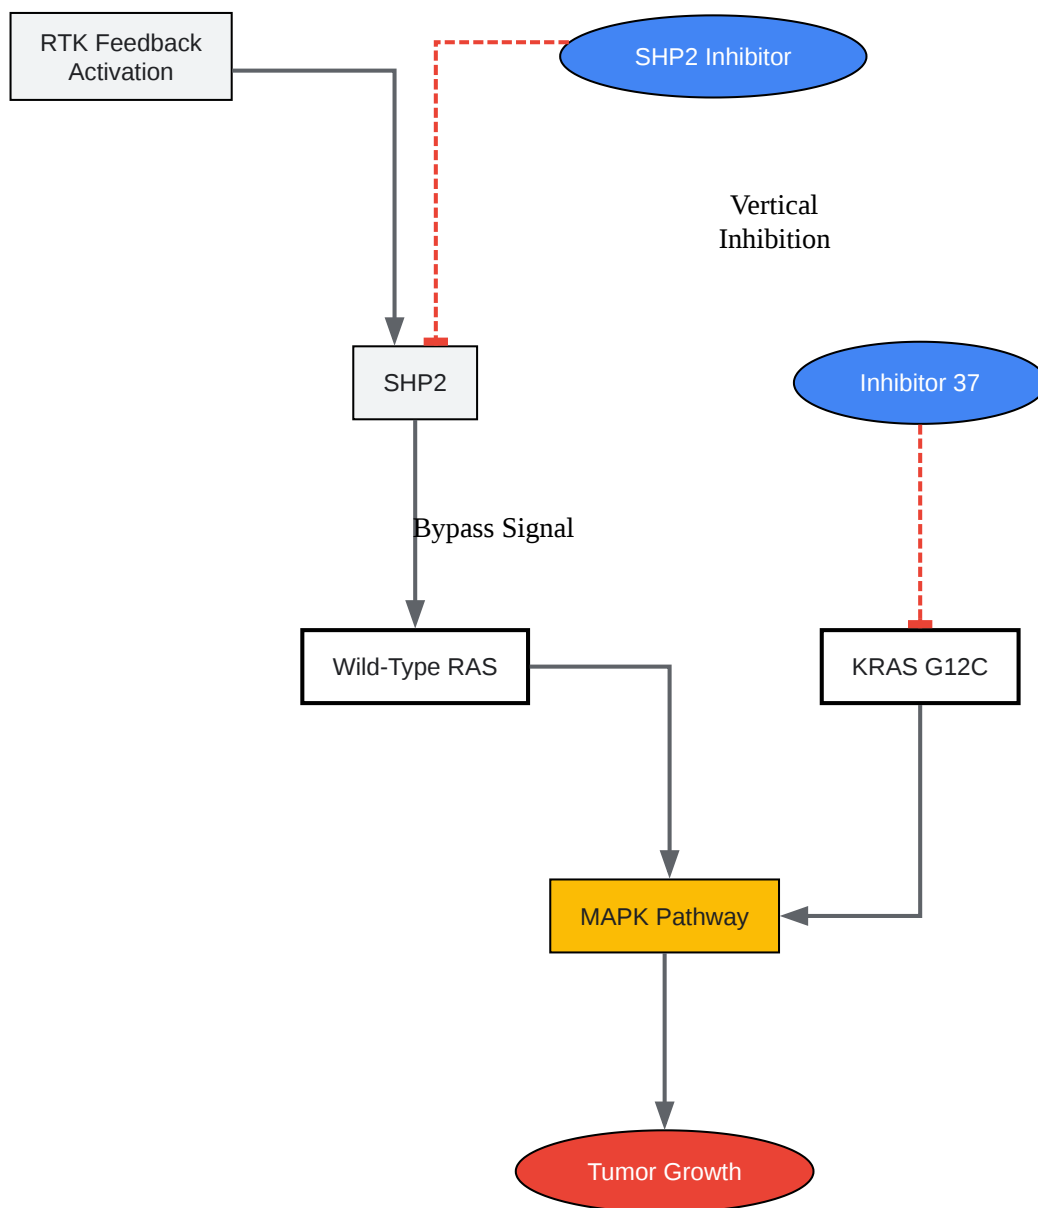 RTK Feedback
Activation
SHP2 Inhibitor
Vertical
Inhibition
SHP2
Inhibitor 37
Bypass Signal
Wild-Type RAS
KRAS G12C
MAPK Pathway
Tumor Growth